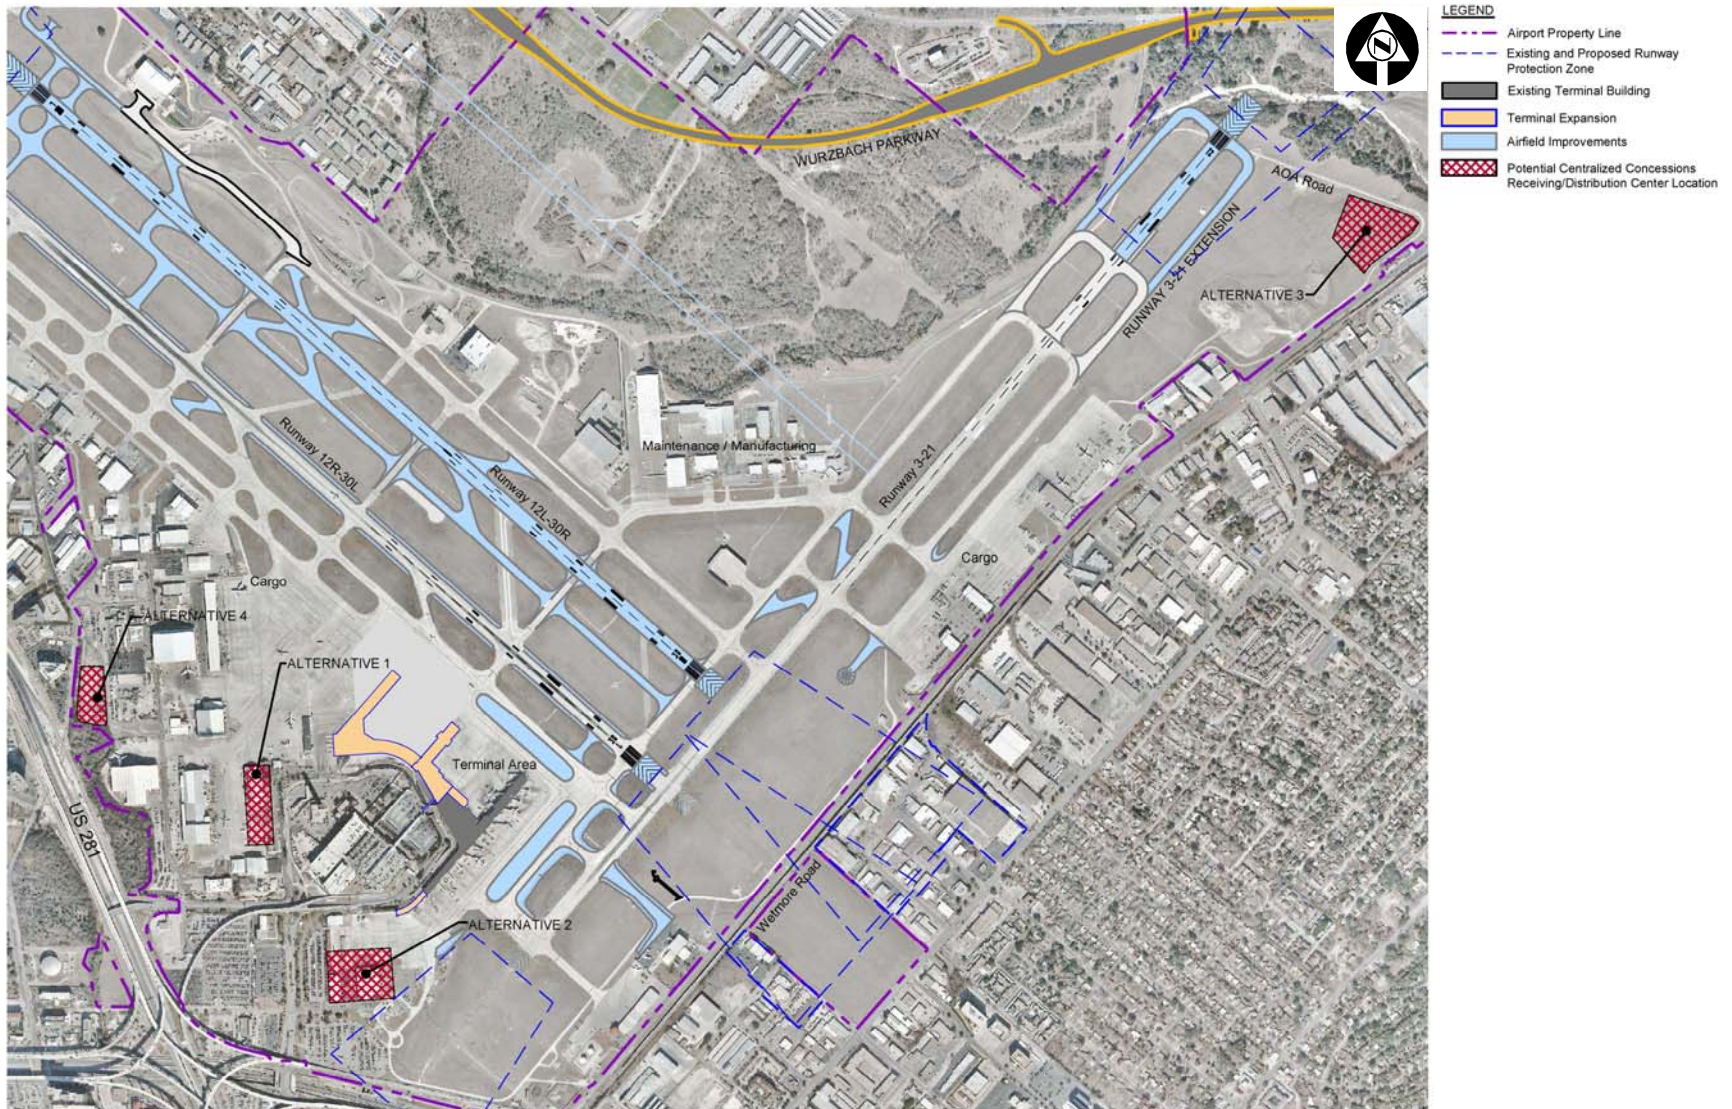 N
LEGEND
Airport Property Line
Existing and Proposed Runway
Protection Zone
Existing Terminal Building
Terminal Expansion
Airfield Improvements
Potential Centralized Concessions
Receiving/Distribution Center Location
WURZBACH PARKWAY
AOA Road
RUNWAY 3-21 EXTENSION
ALTERNATIVE 3
Runway 12R-30L
Runway 12L-30R
Maintenance / Manufacturing
Runway 3-21
Cargo
Cargo
ALTERNATIVE 4
ALTERNATIVE 1
Terminal Area
US 281
Wetmore Road
ALTERNATIVE 2